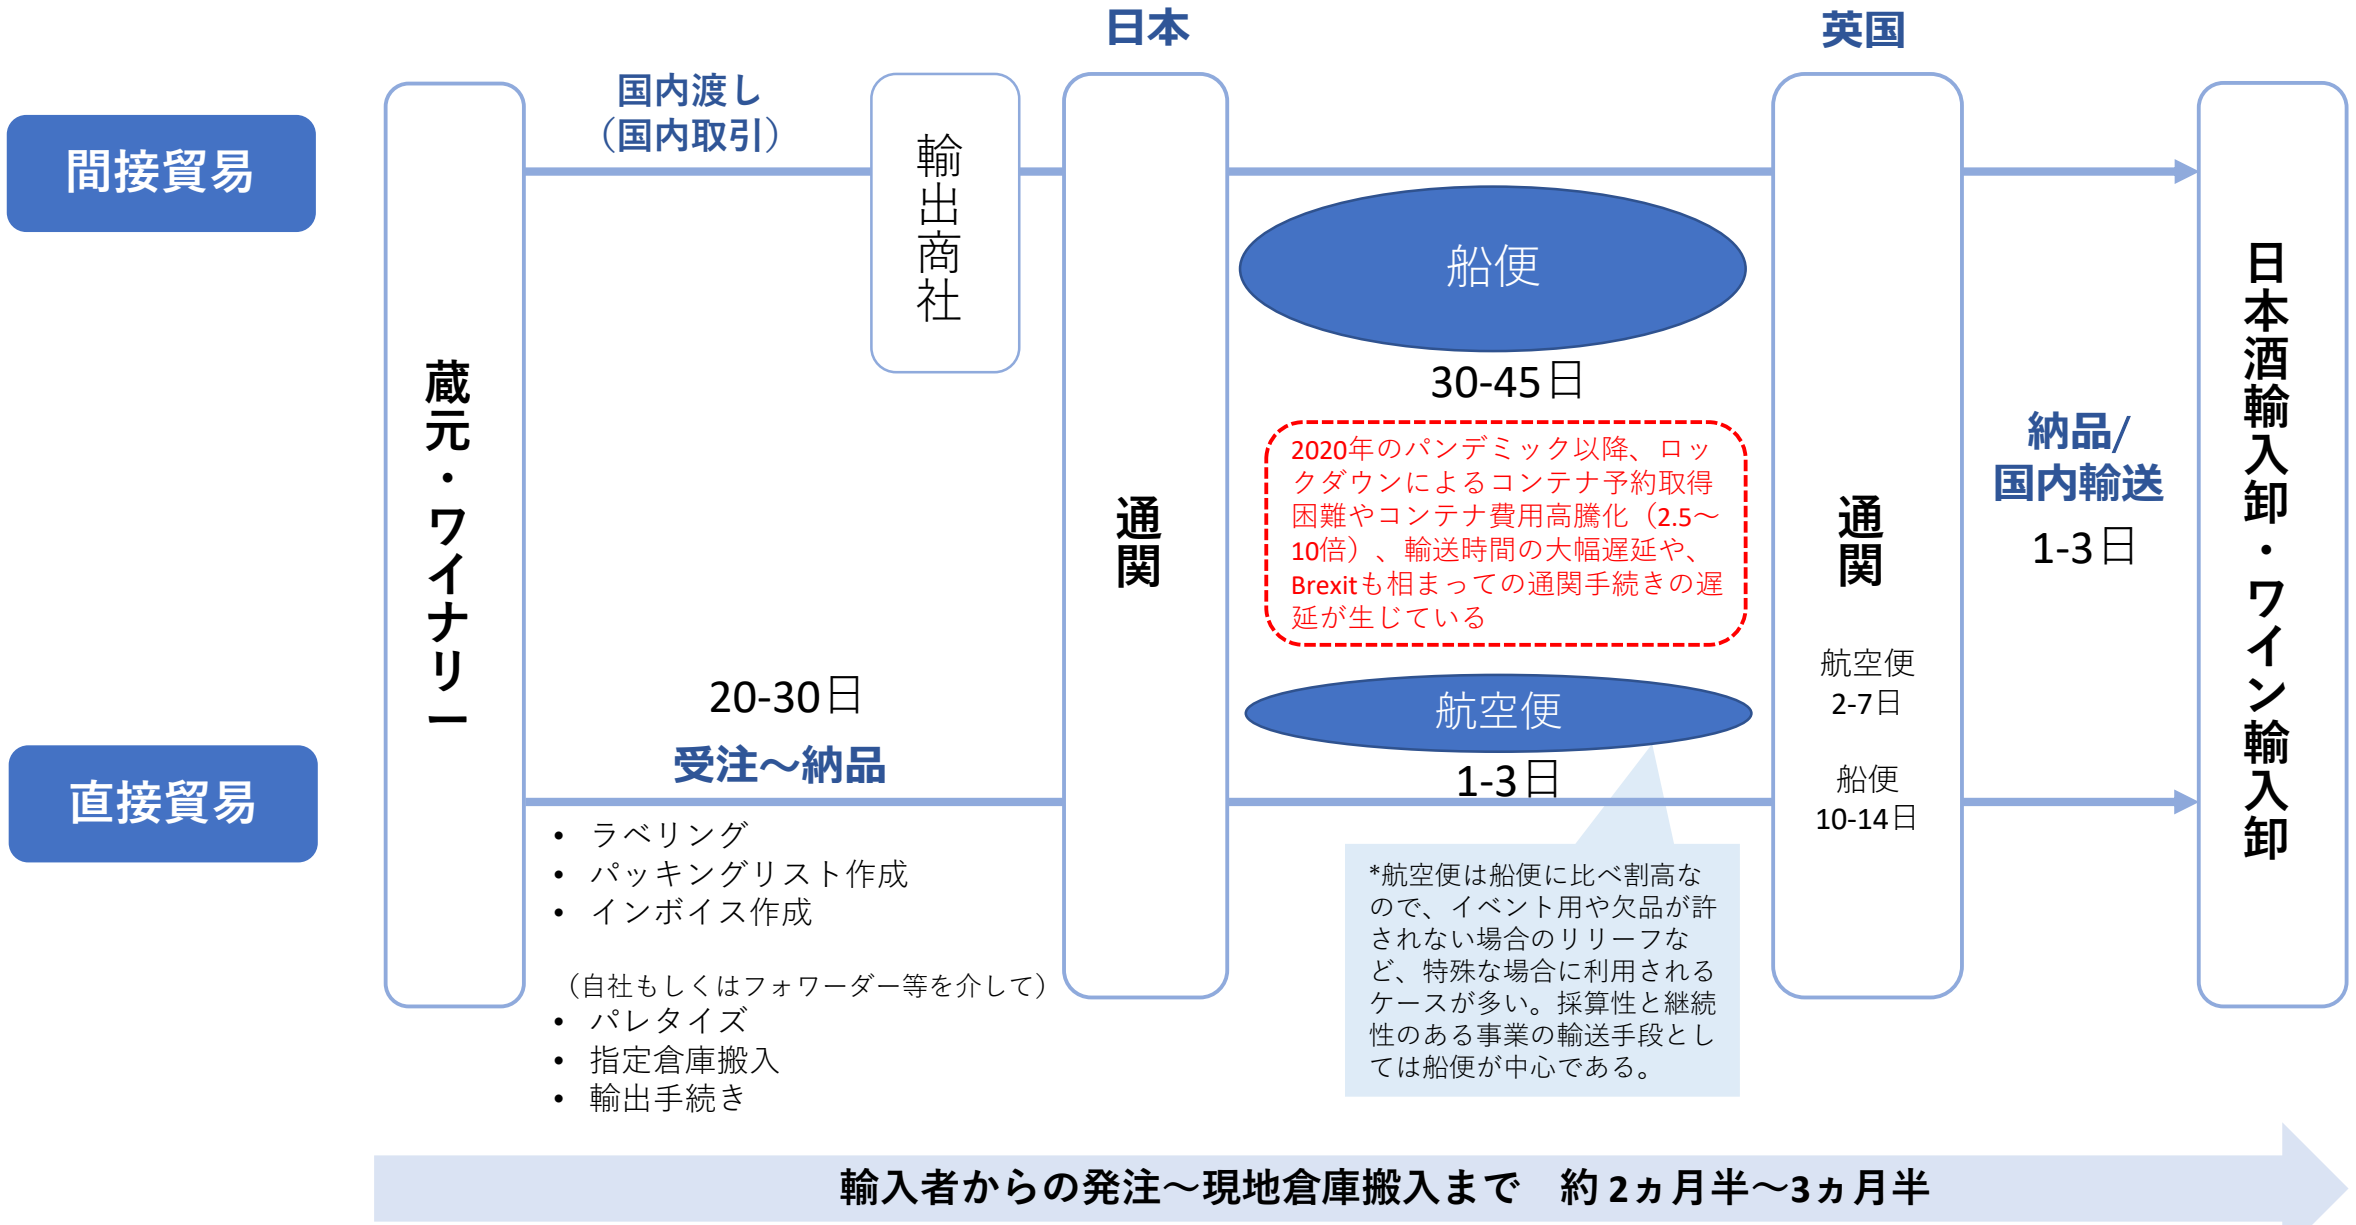 日本
英国
間接貿易
国内渡し
（国内取引）
輸出商社
船便
30-45日
2020年のパンデミック以降、ロッ
クダウンによるコンテナ予約取得
困難やコンテナ費用高騰化（2.5～
10倍）、輸送時間の大幅遅延や、
Brexitも相まっての通関手続きの遅
延が生じている
蔵元・ワイナリー
通関
通関
航空便
2-7日
船便
10-14日
納品/
国内輸送
1-3日
日本酒輸入卸・ワイン輸入卸
直接貿易
20-30日
受注～納品
• ラベリング
• パッキングリスト作成
• インボイス作成
（自社もしくはフォワーダー等を介して）
• パレタイズ
• 指定倉庫搬入
• 輸出手続き
航空便
1-3日
*航空便は船便に比べ割高な
ので、イベント用や欠品が許
されない場合のリリーフな
ど、特殊な場合に利用される
ケースが多い。採算性と継続
性のある事業の輸送手段とし
ては船便が中心である。
輸入者からの発注～現地倉庫搬入まで　約 2ヵ月半～3ヵ月半